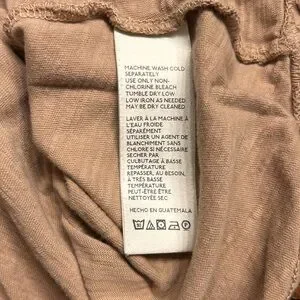 MACHINE WASH COLD
SEPARATELY
USE ONLY NON-
CHLORINE BLEACH
TUMBLE DRY LOW
LOW IRON AS NEEDED
MAY BE DRY CLEANED
LAVER À LA MACHINE À
L'EAU FROIDE
SÉPARÉMENT
UTILISER UN AGENT DE
BLANCHIMENT SANS
CHLORE SI NÉCESSAIRE
SECHER PAR
CULBUTAGE À BASSE
TEMPÉRATURE
REPASSER, AU BESOIN,
À TRÈS BASSE
TEMPÉRATURE
PEUT-ÊTRE
NETTOYÉE SEC
HECHO EN GUATEMALA